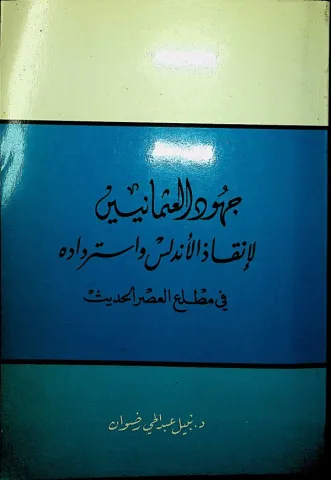 جهود العثمانيين
لإنقاذ الأندلس واسترداده
في مطلع العصر الحديث
د. نبيل عبد الحي رضوان